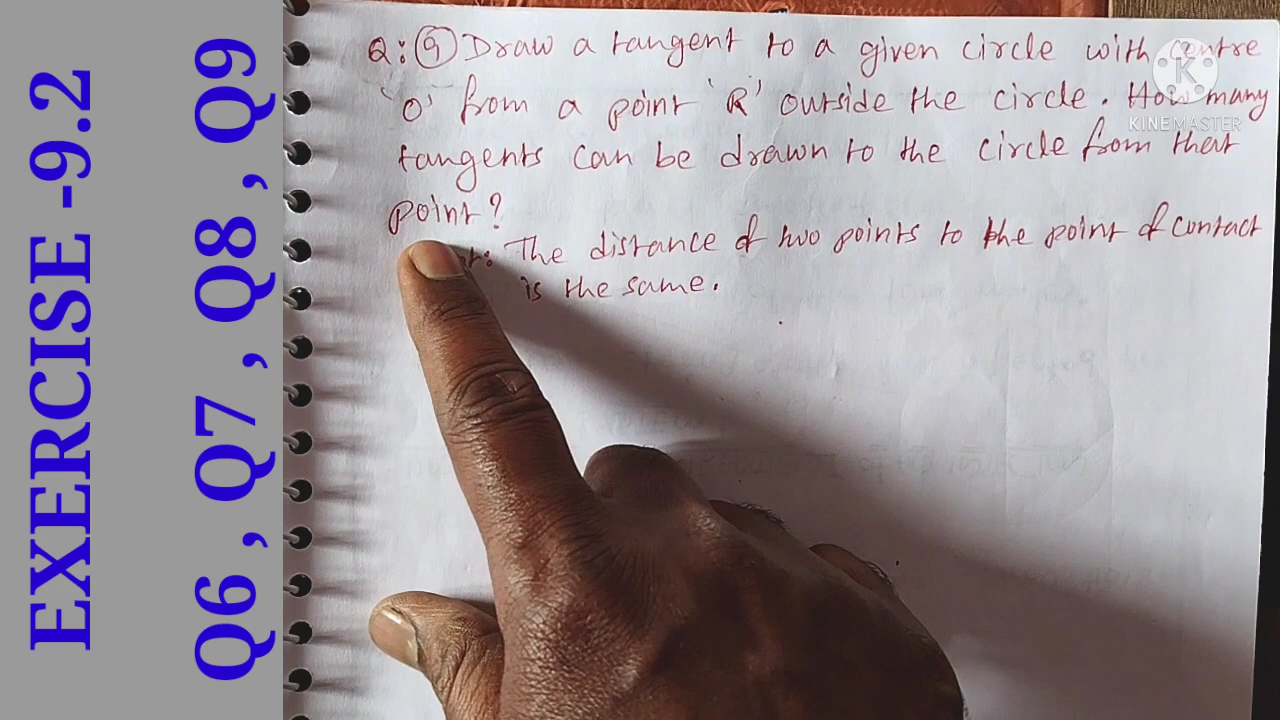 EXERCISE -9.2
Q6 , Q7 , Q8 , Q9
Q: 9 Draw a tangent to a given circle with centre
'O' from a point 'R' outside the circle. How many
tangents can be drawn to the circle from that
point?
nt: The distance of two points to the point of contact
is the same.
KINEMASTER